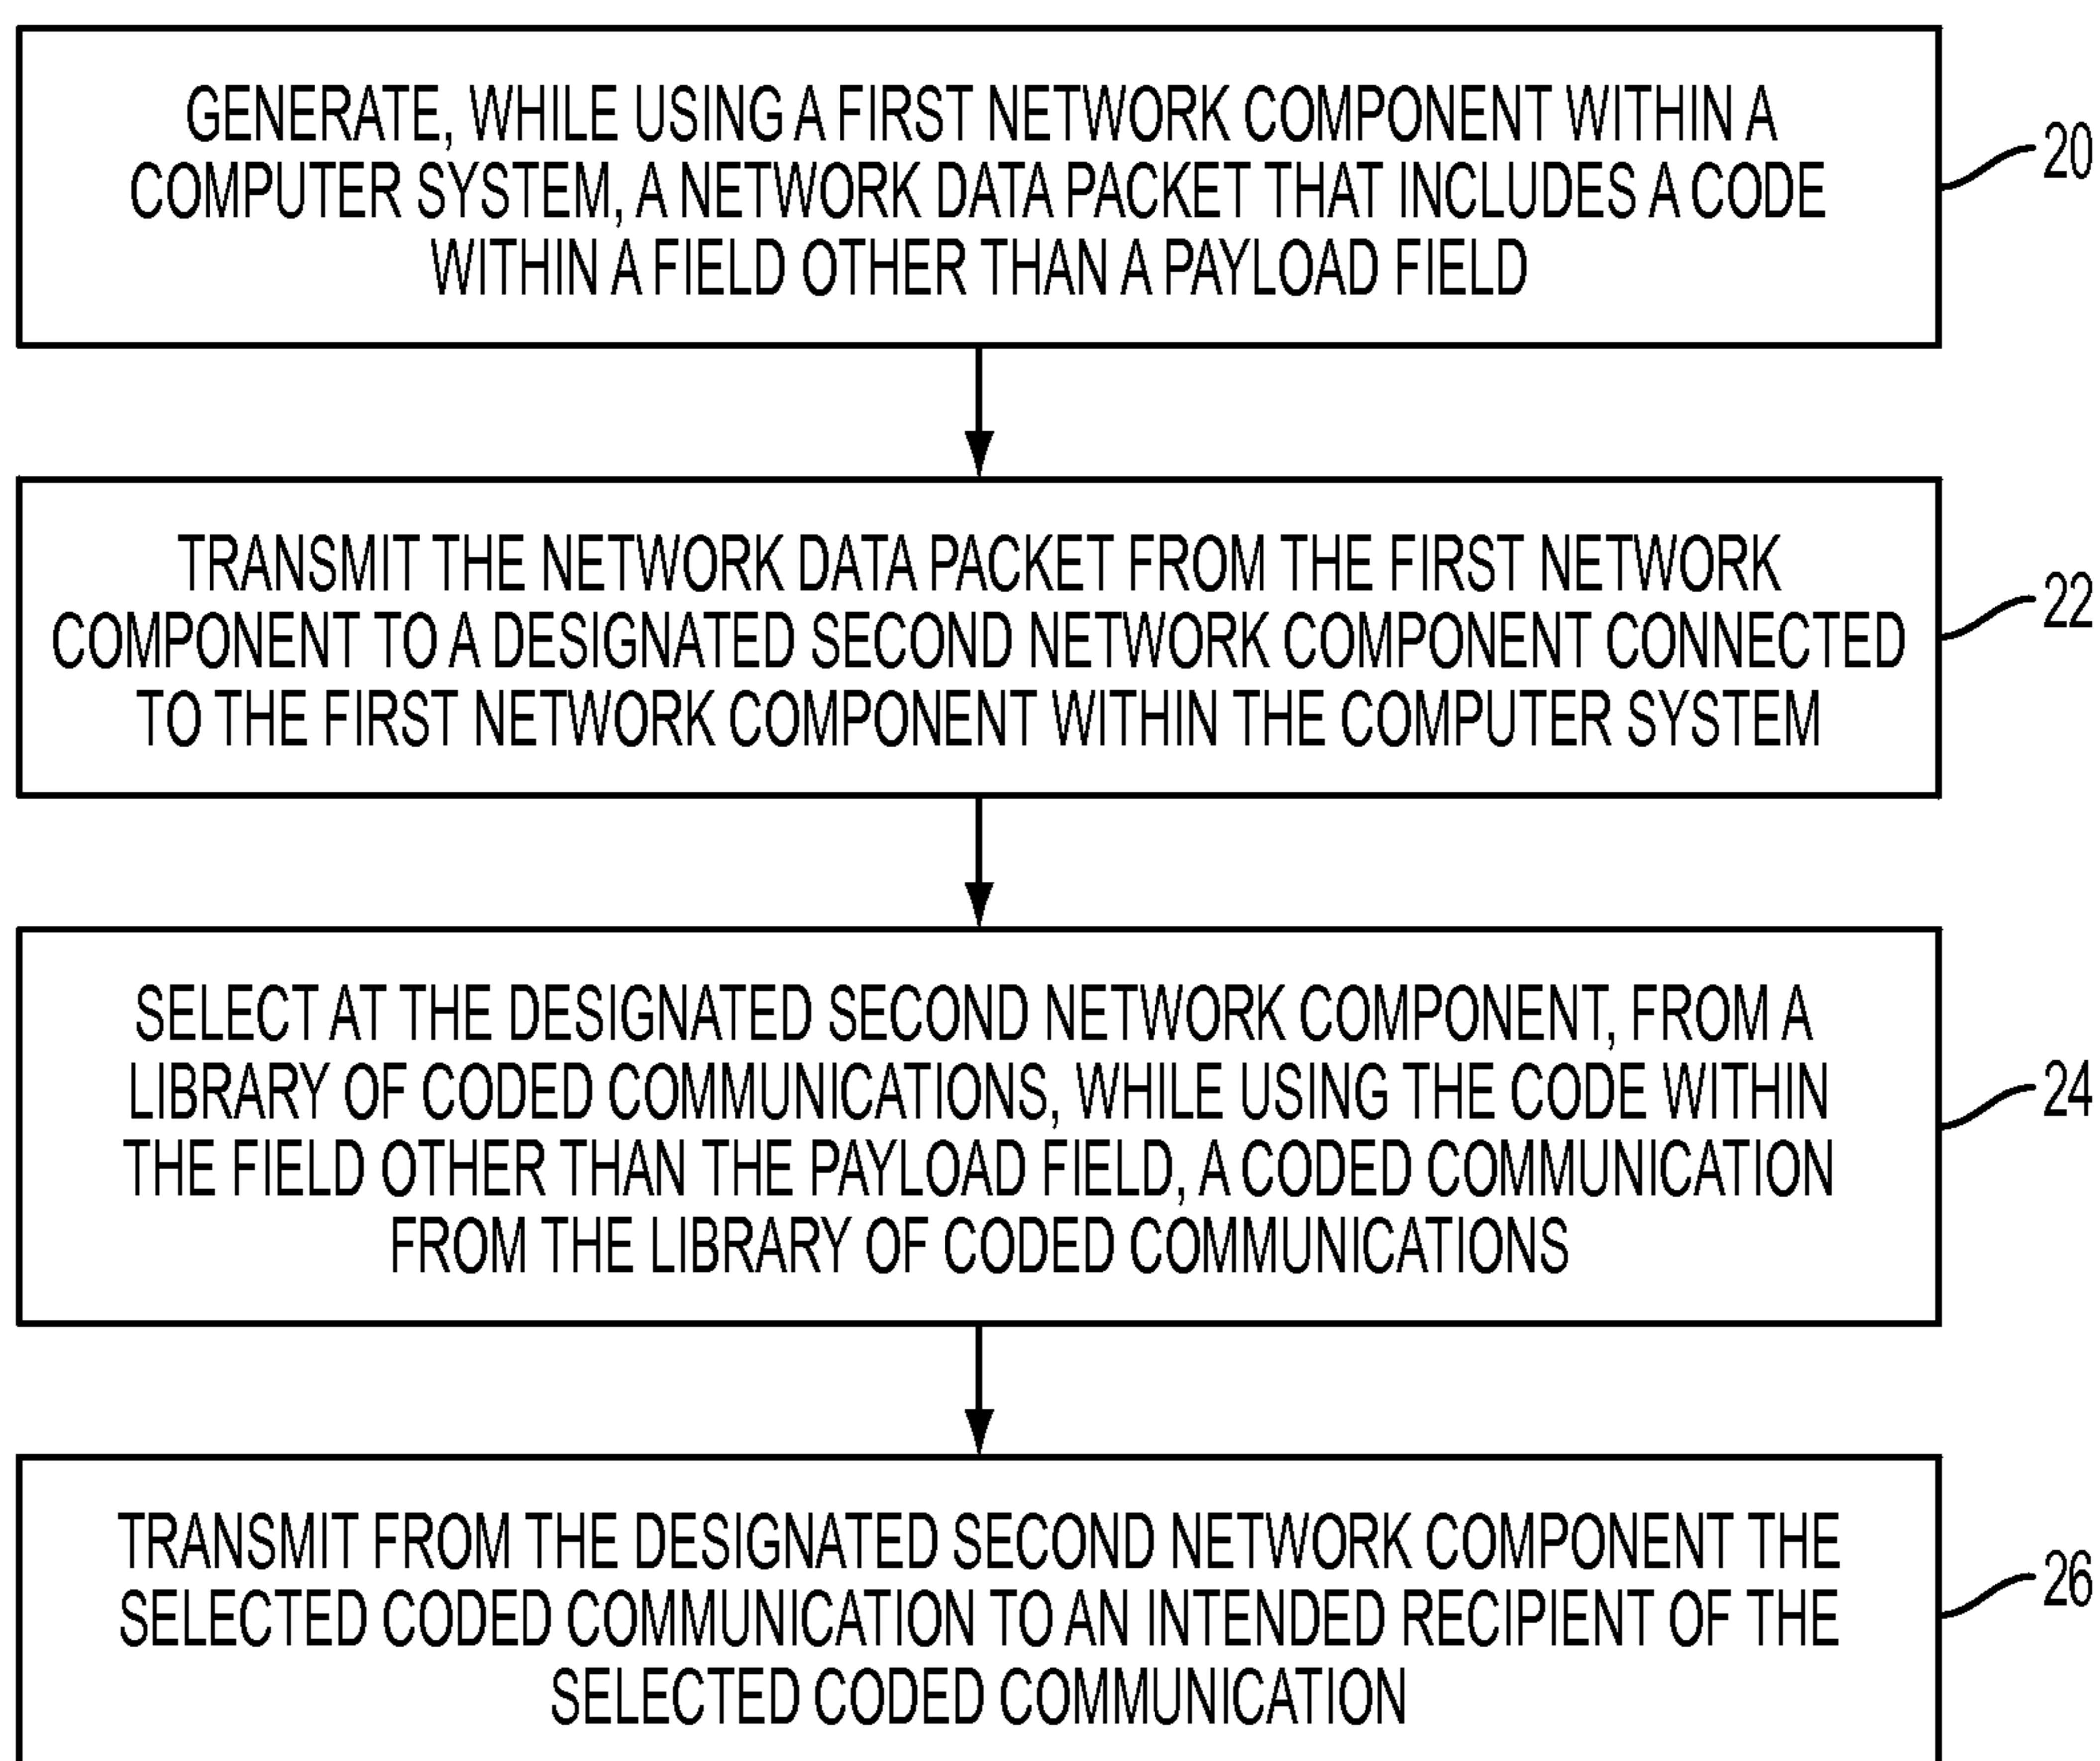 GENERATE, WHILE USING A FIRST NETWORK COMPONENT WITHIN A
COMPUTER SYSTEM, A NETWORK DATA PACKET THAT INCLUDES A CODE
WITHIN A FIELD OTHER THAN A PAYLOAD FIELD
20
TRANSMIT THE NETWORK DATA PACKET FROM THE FIRST NETWORK
COMPONENT TO A DESIGNATED SECOND NETWORK COMPONENT CONNECTED
TO THE FIRST NETWORK COMPONENT WITHIN THE COMPUTER SYSTEM
22
SELECT AT THE DESIGNATED SECOND NETWORK COMPONENT, FROM A
LIBRARY OF CODED COMMUNICATIONS, WHILE USING THE CODE WITHIN
THE FIELD OTHER THAN THE PAYLOAD FIELD, A CODED COMMUNICATION
FROM THE LIBRARY OF CODED COMMUNICATIONS
24
TRANSMIT FROM THE DESIGNATED SECOND NETWORK COMPONENT THE
SELECTED CODED COMMUNICATION TO AN INTENDED RECIPIENT OF THE
SELECTED CODED COMMUNICATION
26